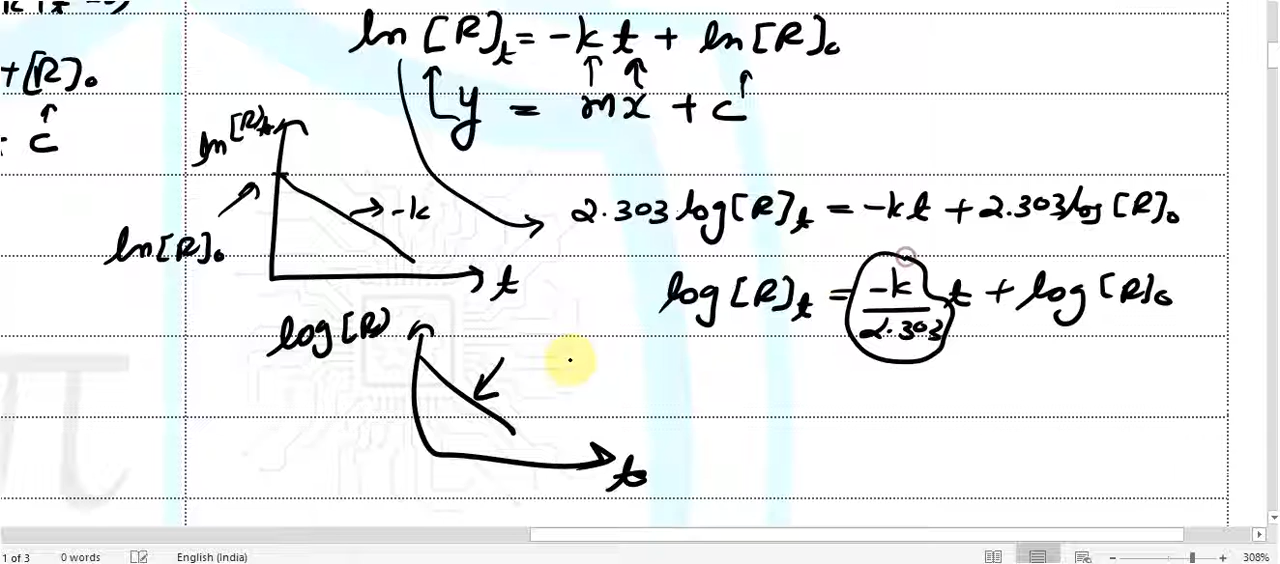 ln [R]t = -k t + ln [R]₀
+ [R]₀
y = mx + c
c
ln [R]t
-k
2.303 log [R]t = -kt + 2.303 log [R]₀
ln [R]₀
t
log [R]t = -k/2.303 t + log [R]₀
log [R]
t
1 of 3 0 words English (India) 308%